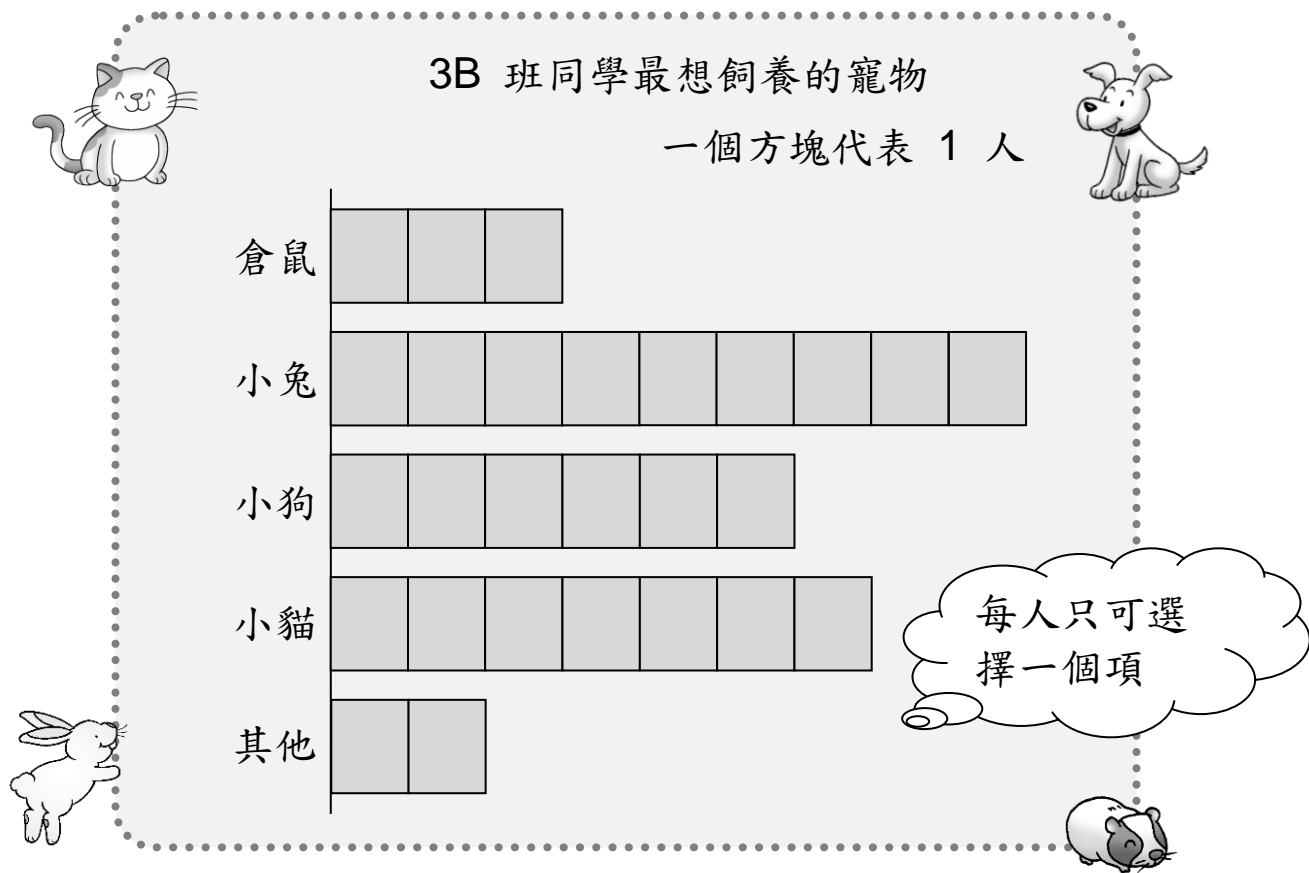 3B 班同學最想飼養的寵物
一個方塊代表 1 人
倉鼠
小兔
小狗
小貓
其他
每人只可選
擇一個項